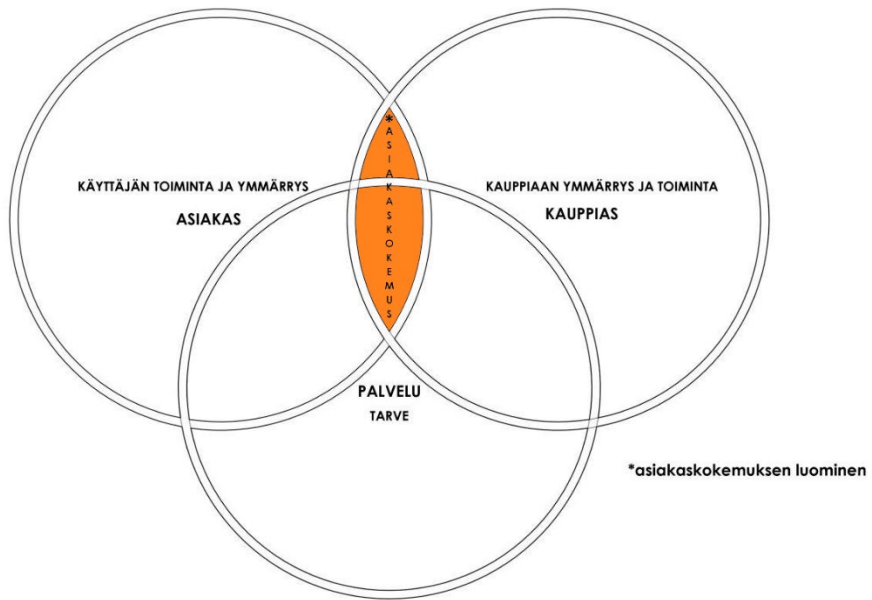 *ASIAKASKOKEMUS
KÄYTTÄJÄN TOIMINTA JA YMMÄRRYS
ASIAKAS
KAUPPIAAN YMMÄRRYS JA TOIMINTA
KAUPPIAS
PALVELU
TARVE
*asiakaskokemuksen luominen